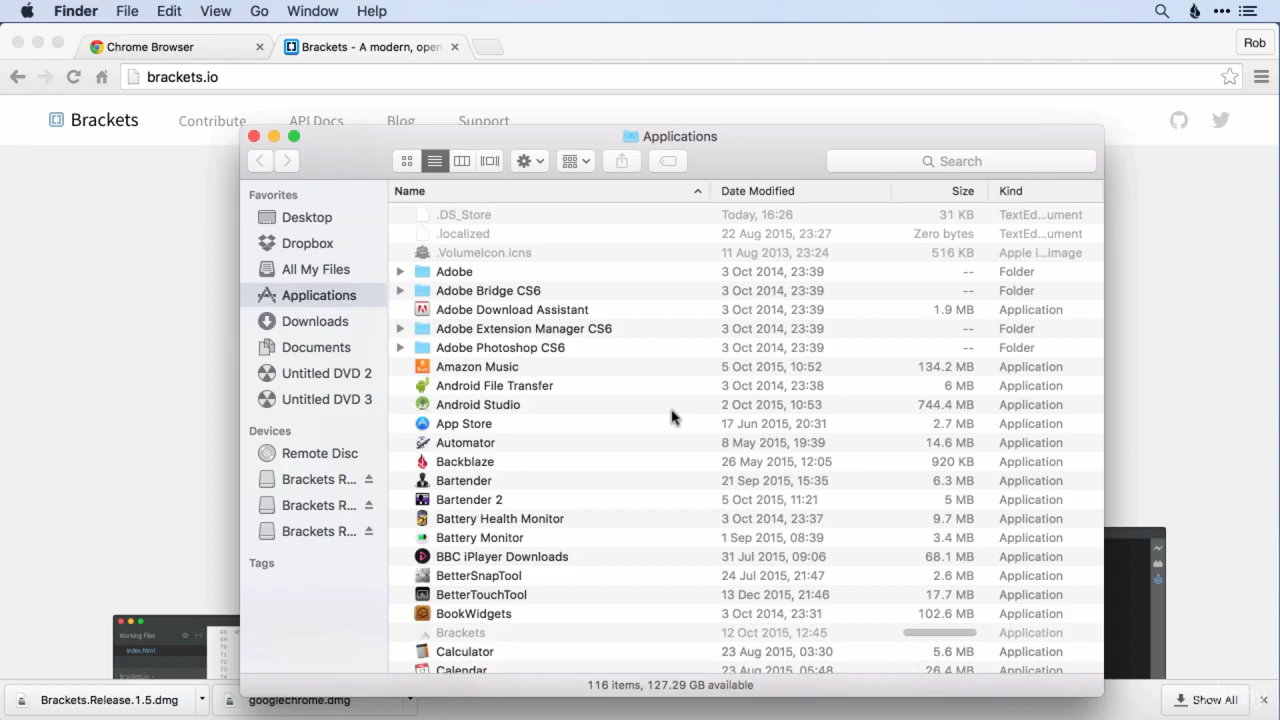 Finder File Edit View Go Window Help
Chrome Browser
Brackets - A modern, open
Rob
brackets.io
Brackets Contribute API Docs Blog Support
Applications
Search
Favorites
Desktop
Dropbox
All My Files
Applications
Downloads
Documents
Untitled DVD 2
Untitled DVD 3
Devices
Remote Disc
Brackets R...
Brackets R...
Brackets R...
Tags
Name Date Modified Size Kind
.DS_Store Today, 16:26 31 KB TextEd...ument
.localized 22 Aug 2015, 23:27 Zero bytes TextEd...ument
.VolumeIcon.icns 11 Aug 2013, 23:24 516 KB Apple i...image
Adobe 3 Oct 2014, 23:39 -- Folder
Adobe Bridge CS6 3 Oct 2014, 23:39 -- Folder
Adobe Download Assistant 3 Oct 2014, 23:39 1.9 MB Application
Adobe Extension Manager CS6 3 Oct 2014, 23:39 -- Folder
Adobe Photoshop CS6 3 Oct 2014, 23:39 -- Folder
Amazon Music 5 Oct 2015, 10:52 134.2 MB Application
Android File Transfer 3 Oct 2014, 23:38 6 MB Application
Android Studio 2 Oct 2015, 10:53 744.4 MB Application
App Store 17 Jun 2015, 20:31 2.7 MB Application
Automator 8 May 2015, 19:39 14.6 MB Application
Backblaze 26 May 2015, 12:05 920 KB Application
Bartender 21 Sep 2015, 15:35 6.3 MB Application
Bartender 2 5 Oct 2015, 11:21 5 MB Application
Battery Health Monitor 3 Oct 2014, 23:37 9.7 MB Application
Battery Monitor 1 Sep 2015, 08:39 3.4 MB Application
BBC iPlayer Downloads 31 Jul 2015, 09:06 68.1 MB Application
BetterSnapTool 24 Jul 2015, 21:47 2.6 MB Application
BetterTouchTool 13 Dec 2015, 21:46 17.7 MB Application
BookWidgets 3 Oct 2014, 23:31 102.6 MB Application
Brackets 12 Oct 2015, 12:45 Application
Calculator 23 Aug 2015, 03:30 5.6 MB Application
Calendar 23 Aug 2015, 05:48 26.4 MB Application
116 items, 127.29 GB available
Working Files
index.html
Brackets.Release.1.5.dmg
googlechrome.dmg
Show All